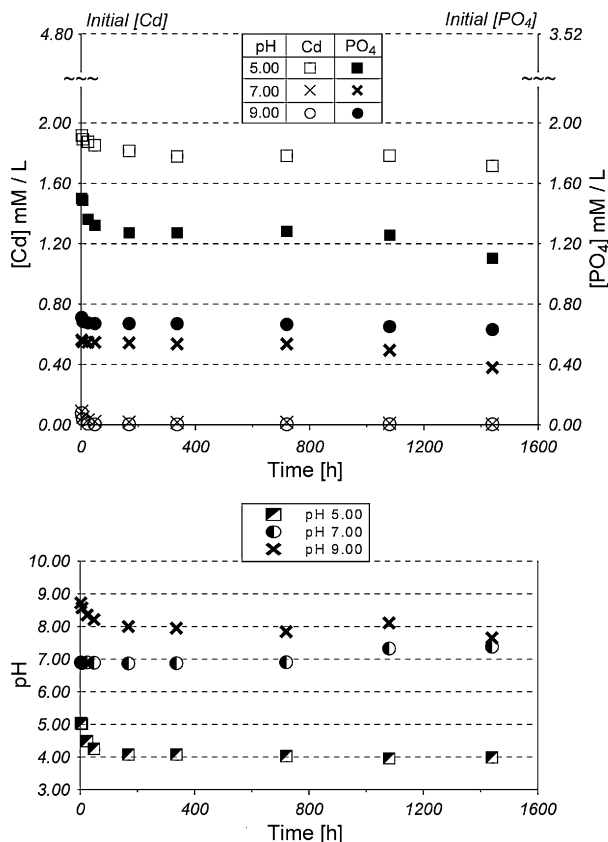 Initial [Cd] Initial [PO4]
4.80 3.52
~~~ ~~~
pH Cd PO4
5.00
7.00
9.00
2.00 2.00
1.60 1.60
1.20 1.20
0.80 0.80
0.40 0.40
0.00 0.00
[Cd] mM / L
[PO4] mM / L
0 400 800 1200 1600
Time [h]
pH 5.00
pH 7.00
pH 9.00
10.00
9.00
8.00
7.00
6.00
5.00
4.00
3.00
pH
0 400 800 1200 1600
Time [h]